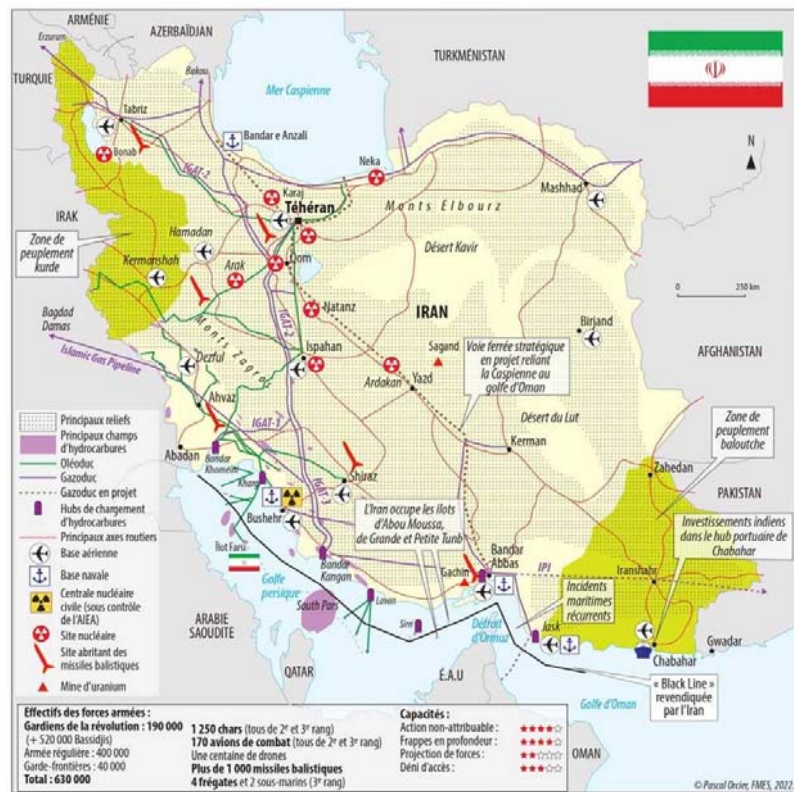 ARMÉNIE
AZERBAÏDJAN
Erzurum
TURQUIE
Bakou
Mer Caspienne
TURKMÉNISTAN
N
Tabriz
Bonab
IGAT-2
Bandar e Anzali
Neka
Karaj
Téhéran
Monts Elbourz
Mashhad
IRAK
Zone de
peuplement
kurde
Hamadan
Kermanshah
Arak
Qom
Désert Kavir
0 250 km
Bagdad
Damas
Islamic Gas Pipeline
Monts Zagros
IGAT-2
Natanz
IRAN
Dezful
Ispahan
Sagand
Ardakan
Yazd
Voie ferrée stratégique
en projet reliant
la Caspienne au
golfe d'Oman
Birjand
AFGHANISTAN
Ahvaz
IGAT-1
Désert du Lut
Zone de
peuplement
baloutche
Abadan
Bandar
Khomeini
Kharg
Shiraz
Kerman
Zahedan
PAKISTAN
Bushehr
IGAT-3
L'Iran occupe les îlots
d'Abou Moussa,
de Grande et Petite Tunb
Investissements indiens
dans le hub portuaire de
Chabahar
Îlot Farsi
Golfe
persique
Bandar
Kangan
Gachin
Bandar
Abbas
IPI
Iranshahr
Incidents
maritimes
récurrents
ARABIE
SAOUDITE
South Pars
Lavan
Sirri
Détroit
d'Ormuz
Jask
Chabahar
Gwadar
QATAR
É.A.U
« Black Line »
revendiquée
par l'Iran
Golfe d'Oman
OMAN
Principaux reliefs
Principaux champs
d'hydrocarbures
Oléoduc
Gazoduc
Gazoduc en projet
Hubs de chargement
d'hydrocarbures
Principaux axes routiers
Base aérienne
Base navale
Centrale nucléaire
civile (sous contrôle
de l'AIEA)
Site nucléaire
Site abritant des
missiles balistiques
Mine d'uranium
Effectifs des forces armées :
Gardiens de la révolution : 190 000
(+ 520 000 Bassidjis)
Armée régulière : 400 000
Garde-frontières : 40 000
Total : 630 000
1 250 chars (tous de 2e et 3e rang)
170 avions de combat (tous de 2e et 3e rang)
Une centaine de drones
Plus de 1 000 missiles balistiques
4 frégates et 2 sous-marins (3e rang)
Capacités :
Action non-attribuable : ★★★★☆
Frappes en profondeur : ★★★★☆
Projection de forces : ★★☆☆☆
Déni d'accès : ★★★☆☆
© Pascal Orcier, FMES, 2022.